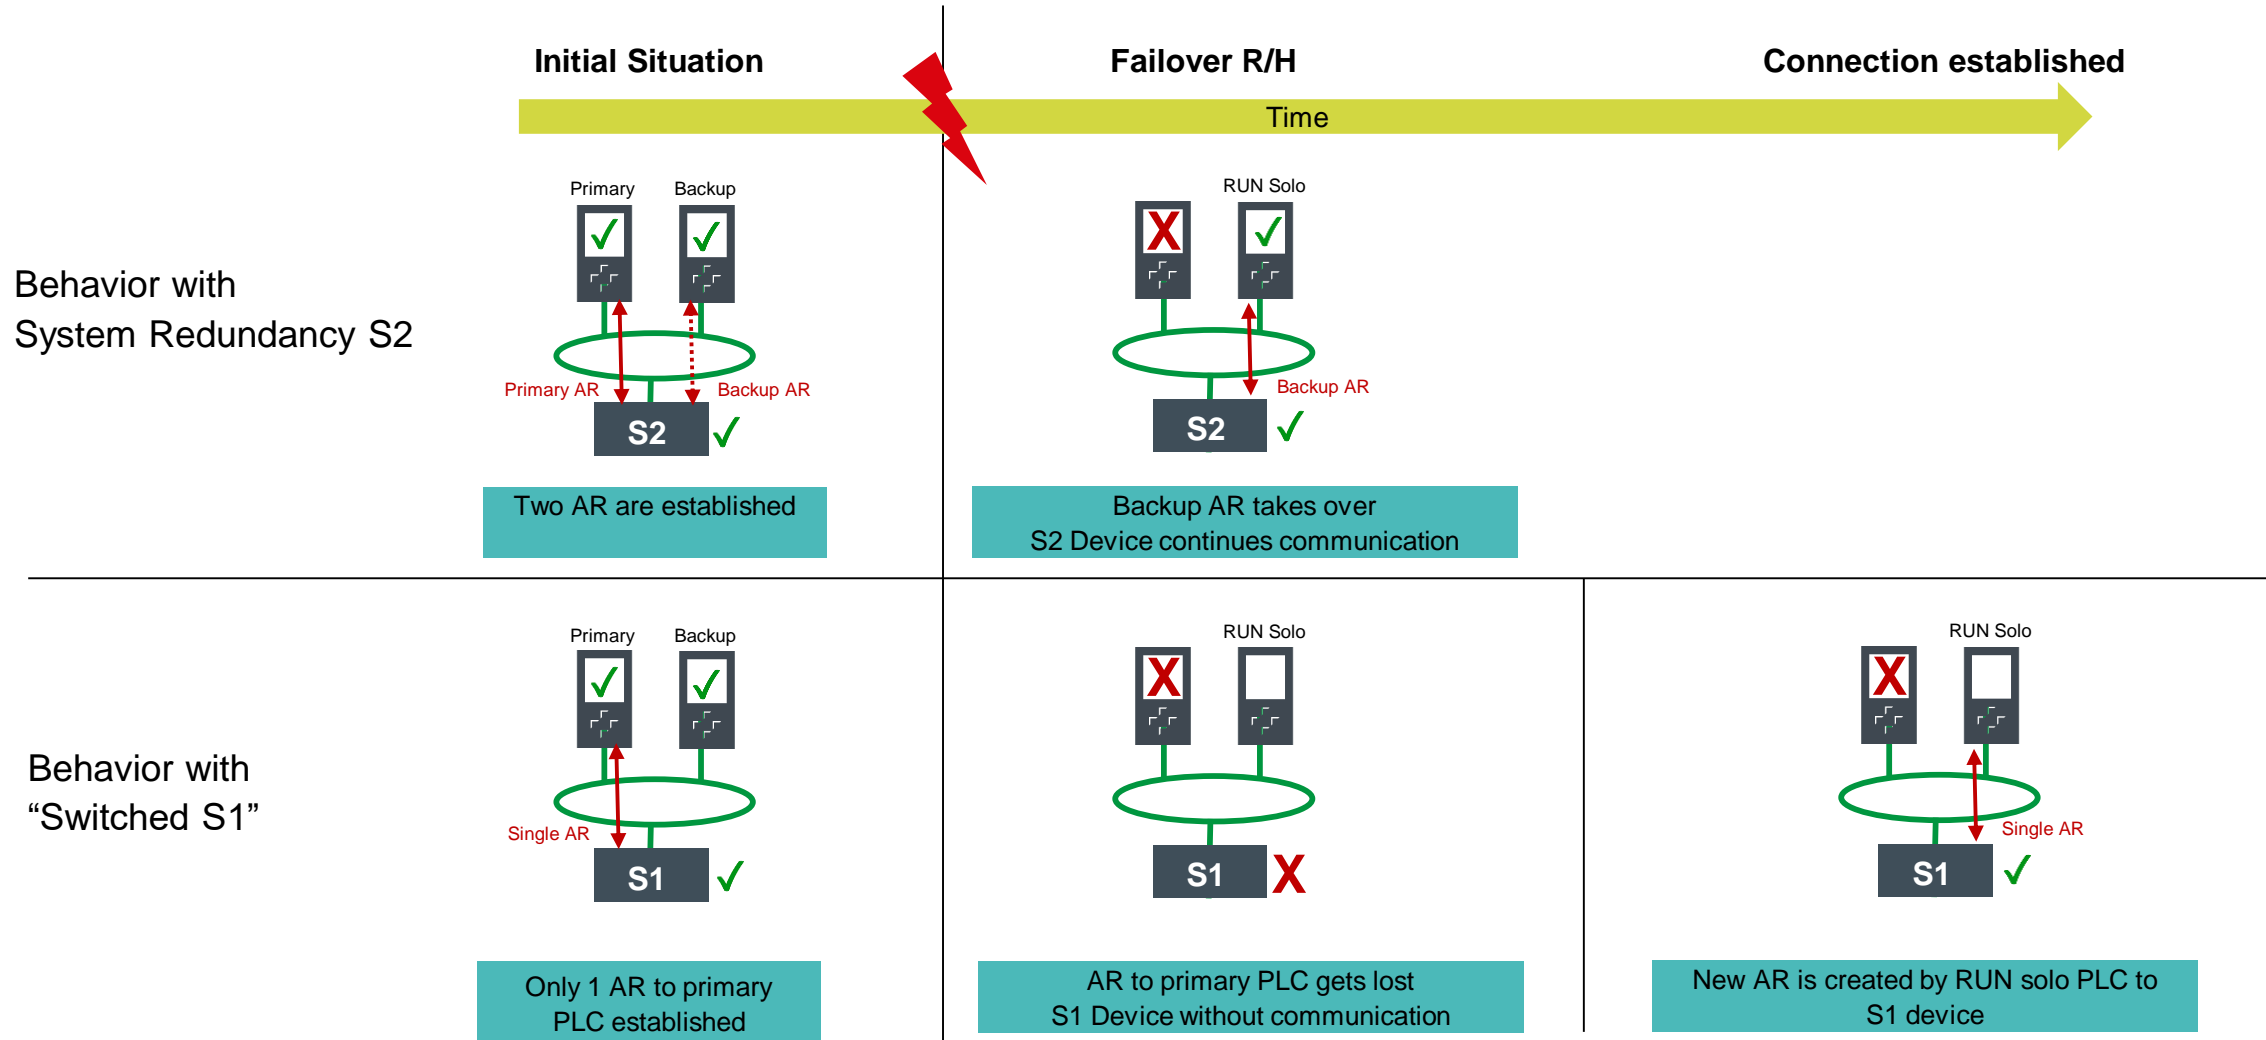 Initial Situation
Failover R/H
Connection established
Time
Behavior with
System Redundancy S2
Primary
Backup
Primary AR
Backup AR
S2
Two AR are established
RUN Solo
X
Backup AR
S2
Backup AR takes over
S2 Device continues communication
Behavior with
“Switched S1”
Primary
Backup
Single AR
S1
Only 1 AR to primary
PLC established
RUN Solo
X
S1
X
AR to primary PLC gets lost
S1 Device without communication
RUN Solo
X
Single AR
S1
New AR is created by RUN solo PLC to
S1 device